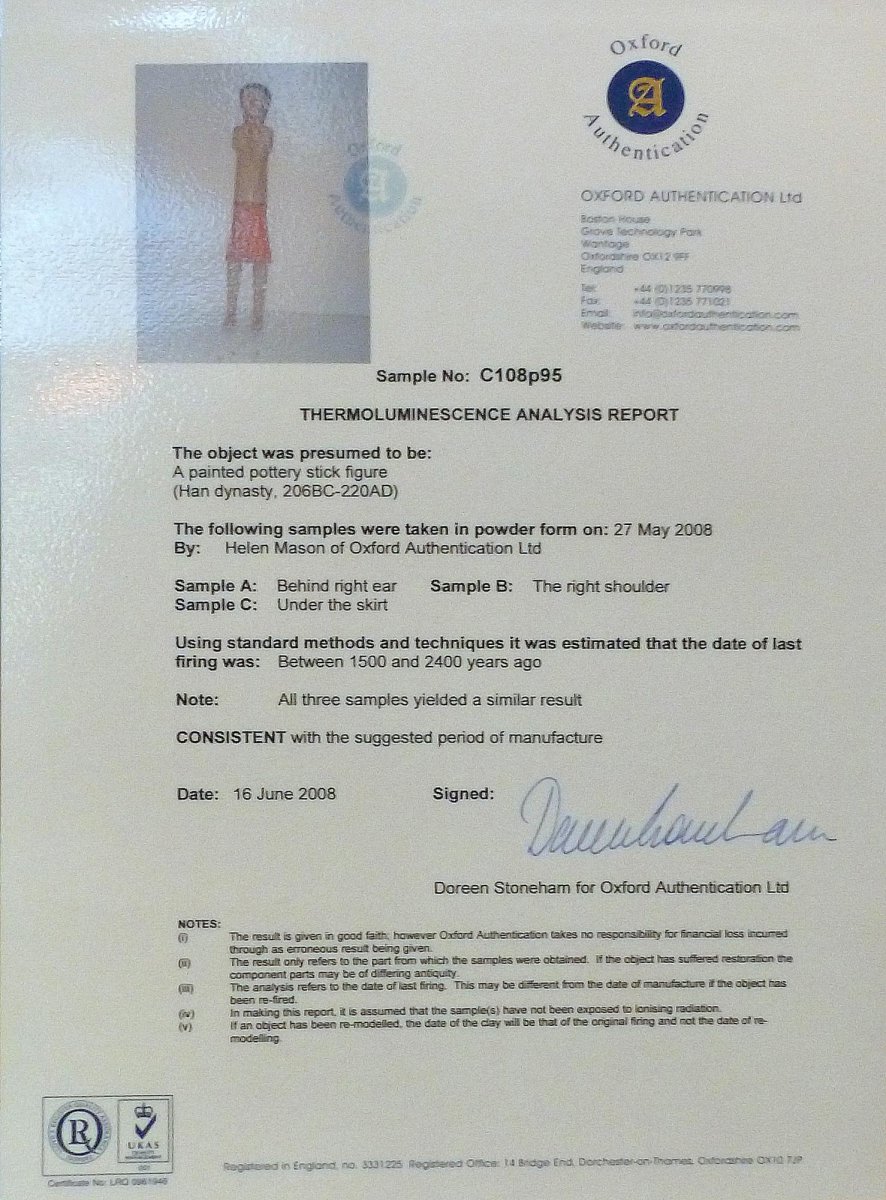 Oxford
A
Authentication
OXFORD AUTHENTICATION Ltd
Boston House
Grove Technology Park
Wantage
Oxfordshire OX12 9FF
England
Tel: +44 (0)1235 770998
Fax: +44 (0)1235 771021
Email: info@oxfordauthentication.com
Website: www.oxfordauthentication.com
Oxford
A
Authentication
Sample No: C108p95
THERMOLUMINESCENCE ANALYSIS REPORT
The object was presumed to be:
A painted pottery stick figure
(Han dynasty, 206BC-220AD)
The following samples were taken in powder form on: 27 May 2008
By: Helen Mason of Oxford Authentication Ltd
Sample A: Behind right ear Sample B: The right shoulder
Sample C: Under the skirt
Using standard methods and techniques it was estimated that the date of last
firing was: Between 1500 and 2400 years ago
Note: All three samples yielded a similar result
CONSISTENT with the suggested period of manufacture
Date: 16 June 2008 Signed:
Doreen Stoneham for Oxford Authentication Ltd
NOTES:
(i) The result is given in good faith; however Oxford Authentication takes no responsibility for financial loss incurred
through as erroneous result being given.
(ii) The result only refers to the part from which the samples were obtained. If the object has suffered restoration the
component parts may be of differing antiquity.
(iii) The analysis refers to the date of last firing. This may be different from the date of manufacture if the object has
been re-fired.
(iv) In making this report, it is assumed that the sample(s) have not been exposed to ionising radiation.
(v) If an object has been re-modelled, the date of the clay will be that of the original firing and not the date of re-
modelling.
R
UKAS
QUALITY
MANAGEMENT
001
Certificate No: LRQ 0961946
Registered in England, no. 3331225 Registered Office: 14 Bridge End, Dorchester-on-Thames, Oxfordshire OX10 7JP